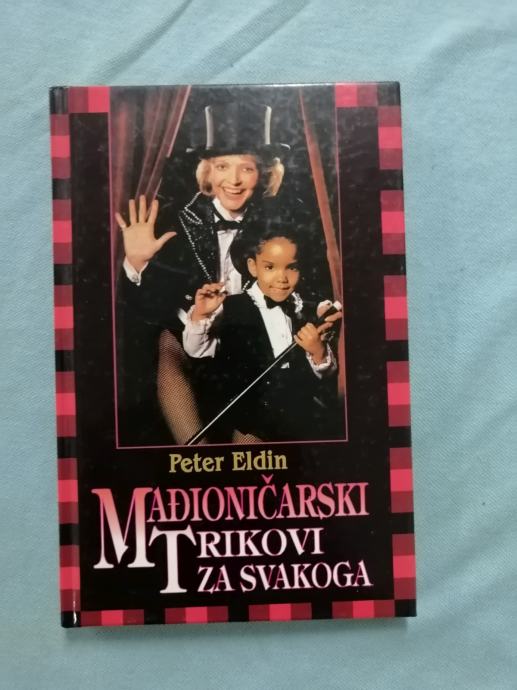 Peter Eldin
MAĐIONIČARSKI
TRIKOVI
ZA SVAKOGA